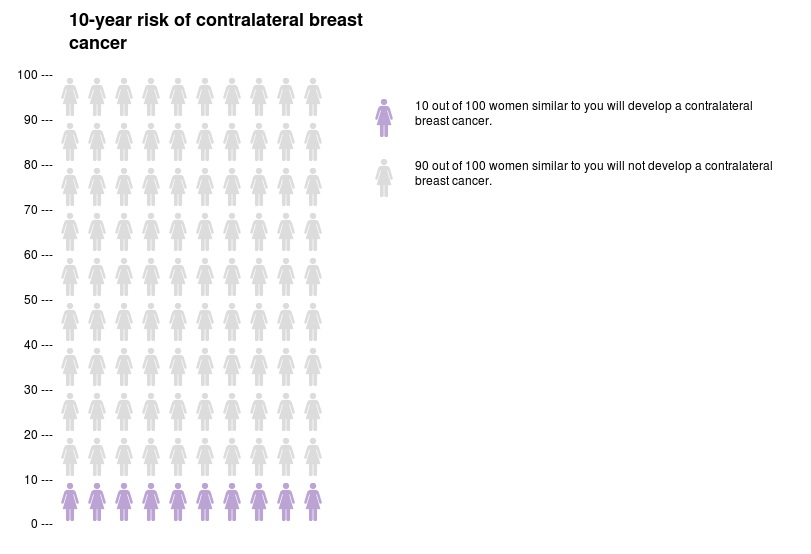 10-year risk of contralateral breast
cancer
100 ---
90 ---
80 ---
70 ---
60 ---
50 ---
40 ---
30 ---
20 ---
10 ---
0 ---
10 out of 100 women similar to you will develop a contralateral
breast cancer.
90 out of 100 women similar to you will not develop a contralateral
breast cancer.